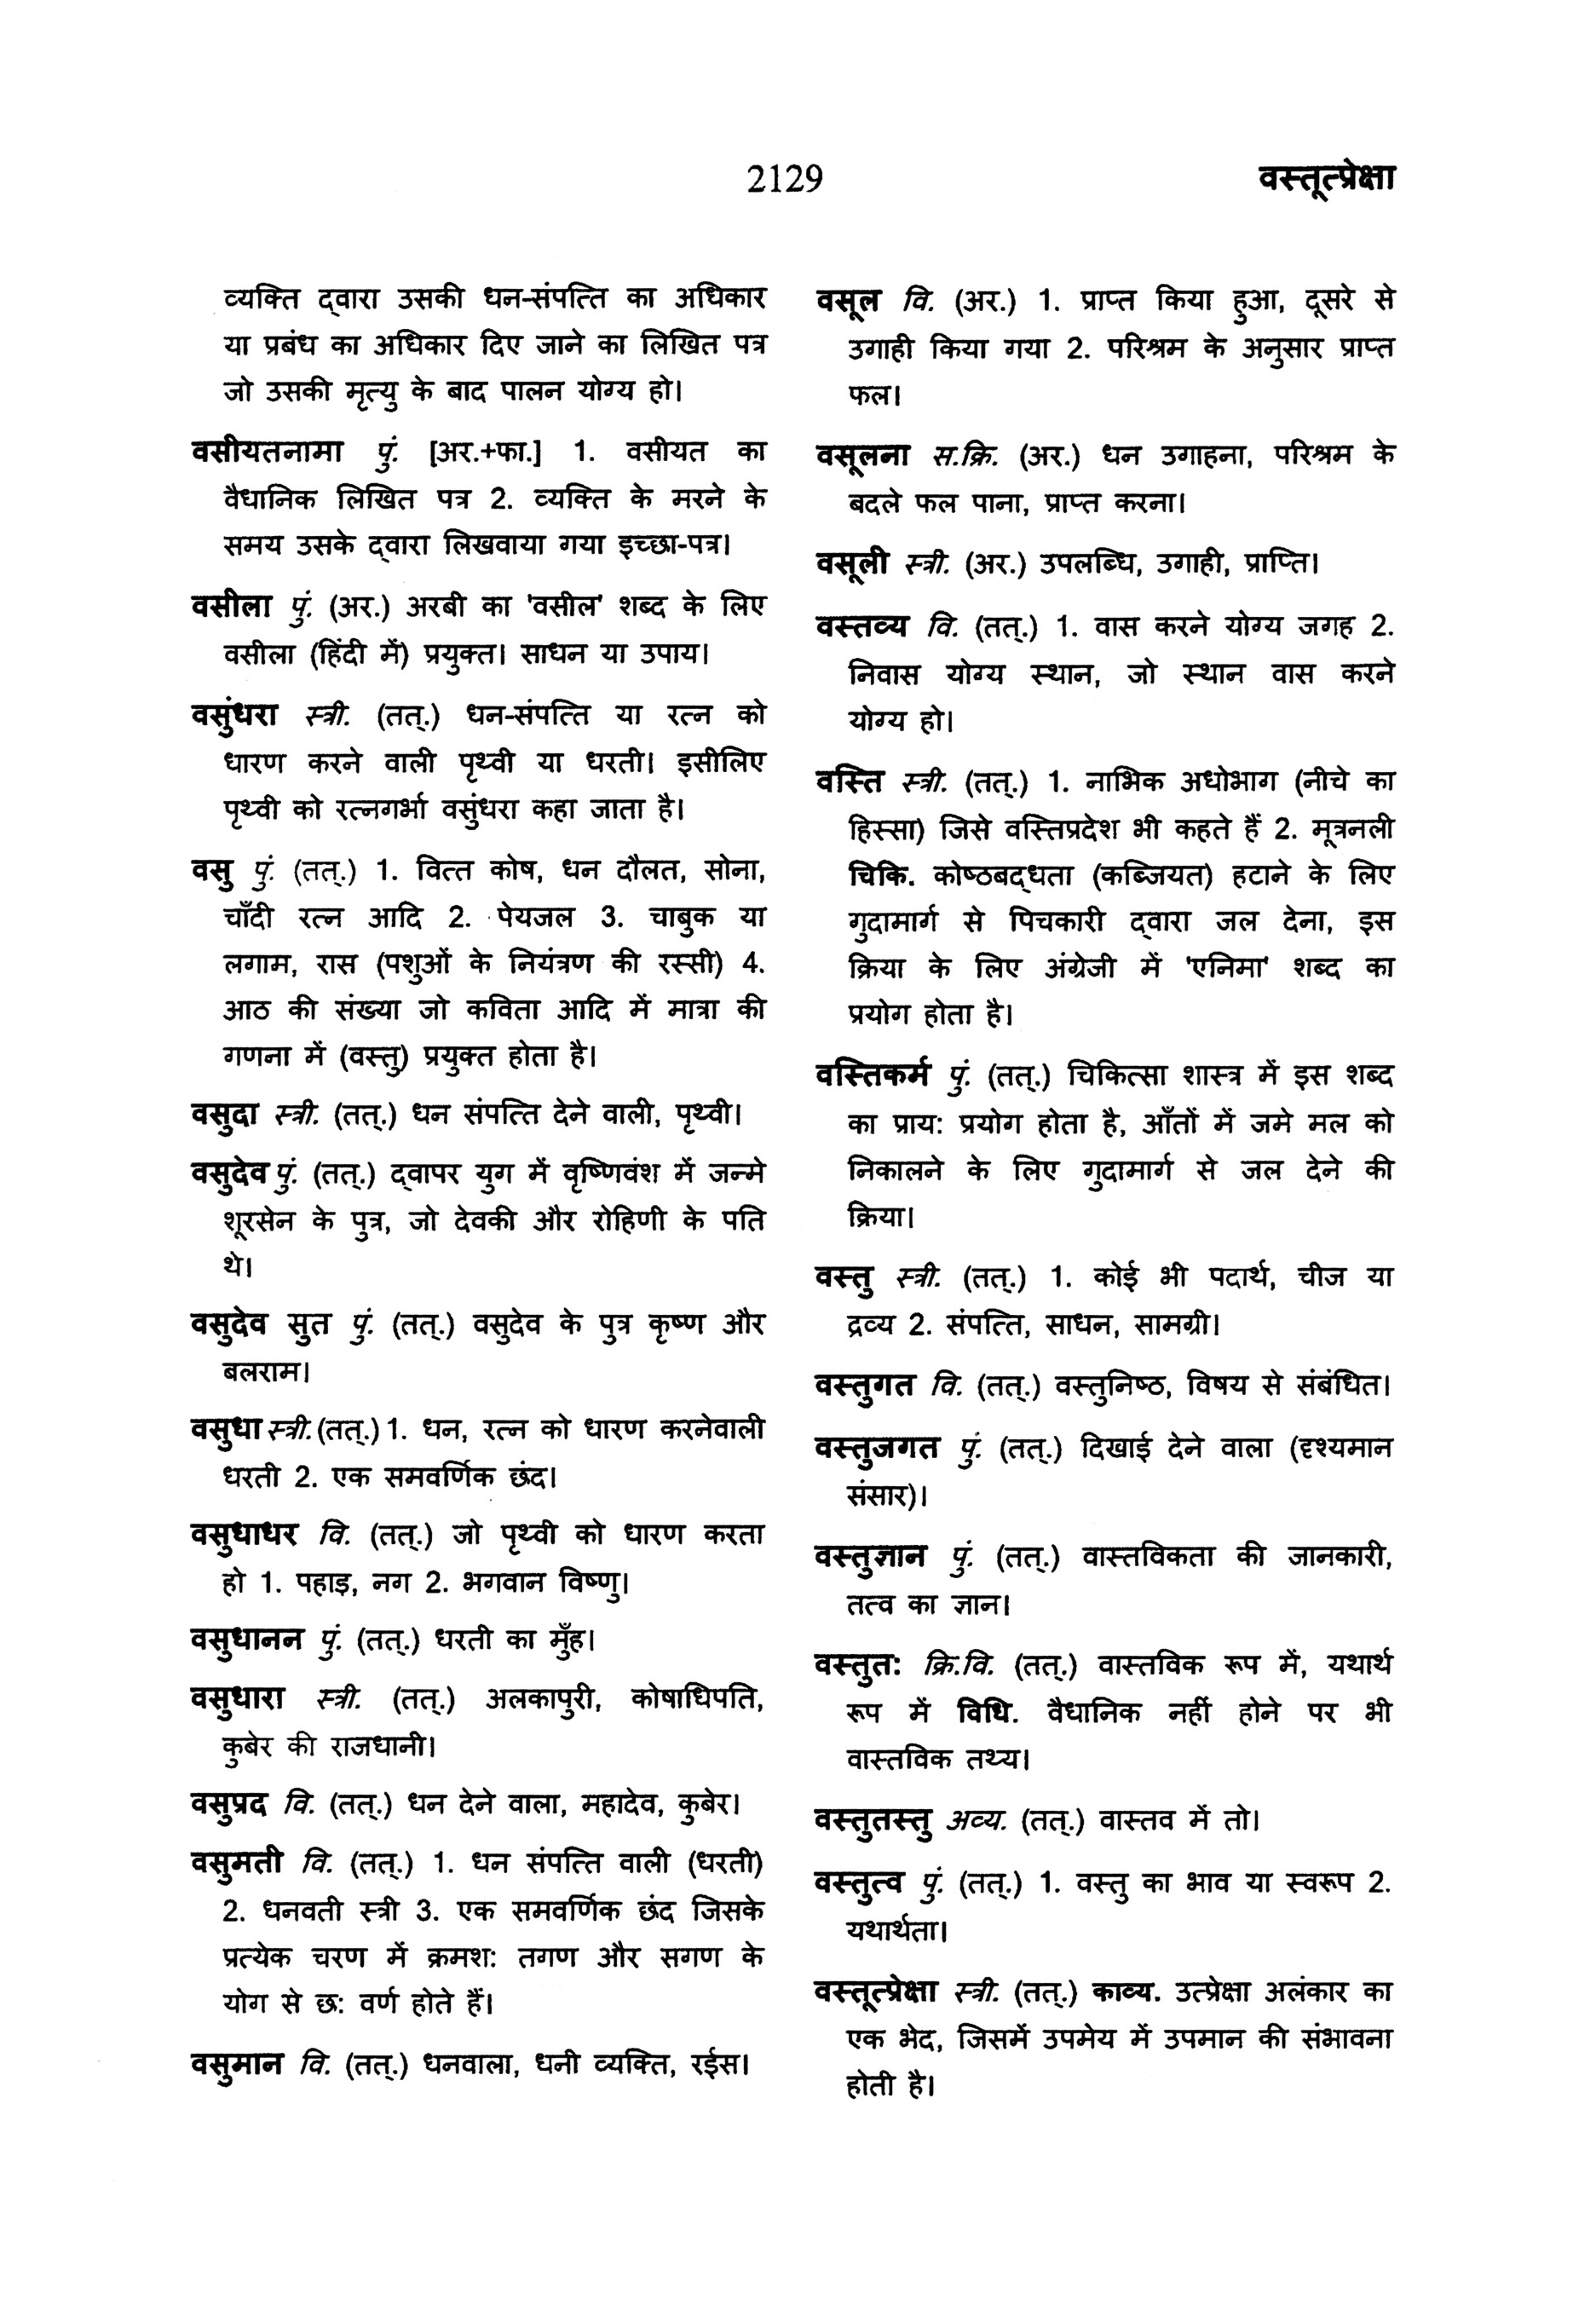 2129
वस्तूत्प्रेक्षा
व्यक्ति द्वारा उसकी धन-संपत्ति का अधिकार
या प्रबंध का अधिकार दिए जाने का लिखित पत्र
जो उसकी मृत्यु के बाद पालन योग्य हो।
वसीयतनामा पुं. [अर.+फा.] 1. वसीयत का
वैधानिक लिखित पत्र 2. व्यक्ति के मरने के
समय उसके द्वारा लिखवाया गया इच्छा-पत्र।
वसीला पुं. (अर.) अरबी का 'वसील' शब्द के लिए
वसीला (हिंदी में) प्रयुक्त। साधन या उपाय।
वसुंधरा स्त्री. (तत्.) धन-संपत्ति या रत्न को
धारण करने वाली पृथ्वी या धरती। इसीलिए
पृथ्वी को रत्नगर्भा वसुंधरा कहा जाता है।
वसु पुं. (तत्.) 1. वित्त कोष, धन दौलत, सोना,
चाँदी रत्न आदि 2. पेयजल 3. चाबुक या
लगाम, रास (पशुओं के नियंत्रण की रस्सी) 4.
आठ की संख्या जो कविता आदि में मात्रा की
गणना में (वस्तु) प्रयुक्त होता है।
वसुदा स्त्री. (तत्.) धन संपत्ति देने वाली, पृथ्वी।
वसुदेव पुं. (तत्.) द्वापर युग में वृष्णिवंश में जन्मे
शूरसेन के पुत्र, जो देवकी और रोहिणी के पति
थे।
वसुदेव सुत पुं. (तत्.) वसुदेव के पुत्र कृष्ण और
बलराम।
वसुधा स्त्री. (तत्.) 1. धन, रत्न को धारण करनेवाली
धरती 2. एक समवर्णिक छंद।
वसुधाधर वि. (तत्.) जो पृथ्वी को धारण करता
हो 1. पहाड़, नग 2. भगवान विष्णु।
वसुधानन पुं. (तत्.) धरती का मुँह।
वसुधारा स्त्री. (तत्.) अलकापुरी, कोषाधिपति,
कुबेर की राजधानी।
वसुप्रद वि. (तत्.) धन देने वाला, महादेव, कुबेर।
वसुमती वि. (तत्.) 1. धन संपत्ति वाली (धरती)
2. धनवती स्त्री 3. एक समवर्णिक छंद जिसके
प्रत्येक चरण में क्रमश: तगण और सगण के
योग से छ: वर्ण होते हैं।
वसुमान वि. (तत्.) धनवाला, धनी व्यक्ति, रईस।
वसूल वि. (अर.) 1. प्राप्त किया हुआ, दूसरे से
उगाही किया गया 2. परिश्रम के अनुसार प्राप्त
फल।
वसूलना स.क्रि. (अर.) धन उगाहना, परिश्रम के
बदले फल पाना, प्राप्त करना।
वसूली स्त्री. (अर.) उपलब्धि, उगाही, प्राप्ति।
वस्तव्य वि. (तत्.) 1. वास करने योग्य जगह 2.
निवास योग्य स्थान, जो स्थान वास करने
योग्य हो।
वस्ति स्त्री. (तत्.) 1. नाभिक अधोभाग (नीचे का
हिस्सा) जिसे वस्तिप्रदेश भी कहते हैं 2. मूत्रनली
चिकि. कोष्ठबद्धता (कब्जियत) हटाने के लिए
गुदामार्ग से पिचकारी द्वारा जल देना, इस
क्रिया के लिए अंग्रेजी में 'एनिमा' शब्द का
प्रयोग होता है।
वस्तिकर्म पुं. (तत्.) चिकित्सा शास्त्र में इस शब्द
का प्राय: प्रयोग होता है, आँतों में जमे मल को
निकालने के लिए गुदामार्ग से जल देने की
क्रिया।
वस्तु स्त्री. (तत्.) 1. कोई भी पदार्थ, चीज या
द्रव्य 2. संपत्ति, साधन, सामग्री।
वस्तुगत वि. (तत्.) वस्तुनिष्ठ, विषय से संबंधित।
वस्तुजगत पुं. (तत्.) दिखाई देने वाला (दृश्यमान
संसार)।
वस्तुज्ञान पुं. (तत्.) वास्तविकता की जानकारी,
तत्व का ज्ञान।
वस्तुत: क्रि.वि. (तत्.) वास्तविक रूप में, यथार्थ
रूप में विधि. वैधानिक नहीं होने पर भी
वास्तविक तथ्य।
वस्तुतस्तु अव्य. (तत्.) वास्तव में तो।
वस्तुत्व पुं. (तत्.) 1. वस्तु का भाव या स्वरूप 2.
यथार्थता।
वस्तूत्प्रेक्षा स्त्री. (तत्.) काव्य. उत्प्रेक्षा अलंकार का
एक भेद, जिसमें उपमेय में उपमान की संभावना
होती है।